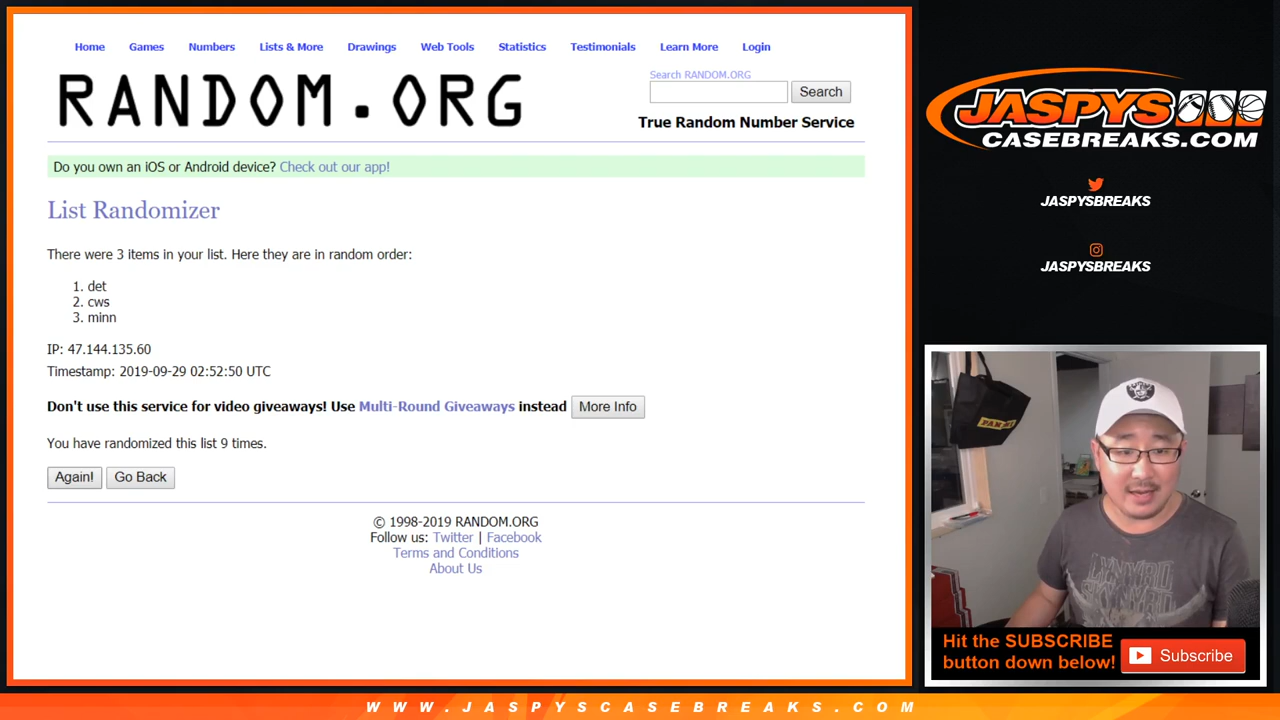 Home Games Numbers Lists & More Drawings Web Tools Statistics Testimonials Learn More Login
RANDOM.ORG
Search RANDOM.ORG
Search
True Random Number Service
Do you own an iOS or Android device? Check out our app!
List Randomizer
There were 3 items in your list. Here they are in random order:
1. det
2. cws
3. minn
IP: 47.144.135.60
Timestamp: 2019-09-29 02:52:50 UTC
Don't use this service for video giveaways! Use Multi-Round Giveaways instead More Info
You have randomized this list 9 times.
Again! Go Back
© 1998-2019 RANDOM.ORG
Follow us: Twitter | Facebook
Terms and Conditions
About Us
JASPYS
CASEBREAKS.COM
JASPYSBREAKS
JASPYSBREAKS
PANINI
LYNYRD
SKYNYRD
Hit the SUBSCRIBE
button down below!
Subscribe
WWW.JASPYSCASEBREAKS.COM